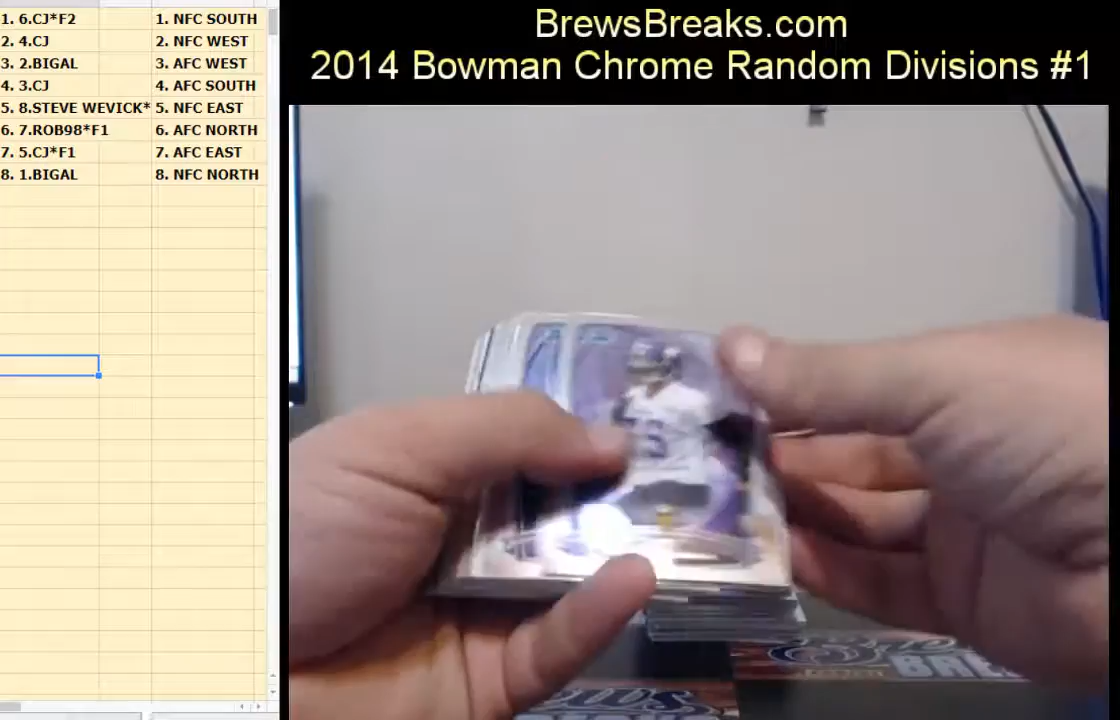 BrewsBreaks.com
2014 Bowman Chrome Random Divisions #1
1. 6.CJ*F2 1. NFC SOUTH
2. 4.CJ 2. NFC WEST
3. 2.BIGAL 3. AFC WEST
4. 3.CJ 4. AFC SOUTH
5. 8.STEVE WEVICK* 5. NFC EAST
6. 7.ROB98*F1 6. AFC NORTH
7. 5.CJ*F1 7. AFC EAST
8. 1.BIGAL 8. NFC NORTH